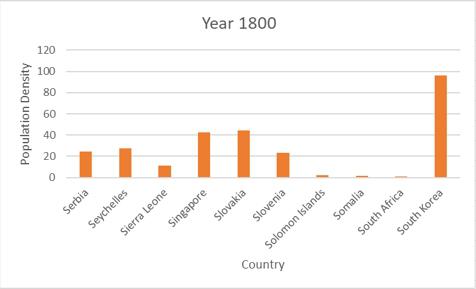 Year 1800
Population Density
120
100
80
60
40
20
0
Serbia
Seychelles
Sierra Leone
Singapore
Slovakia
Slovenia
Solomon Islands
Somalia
South Africa
South Korea
Country